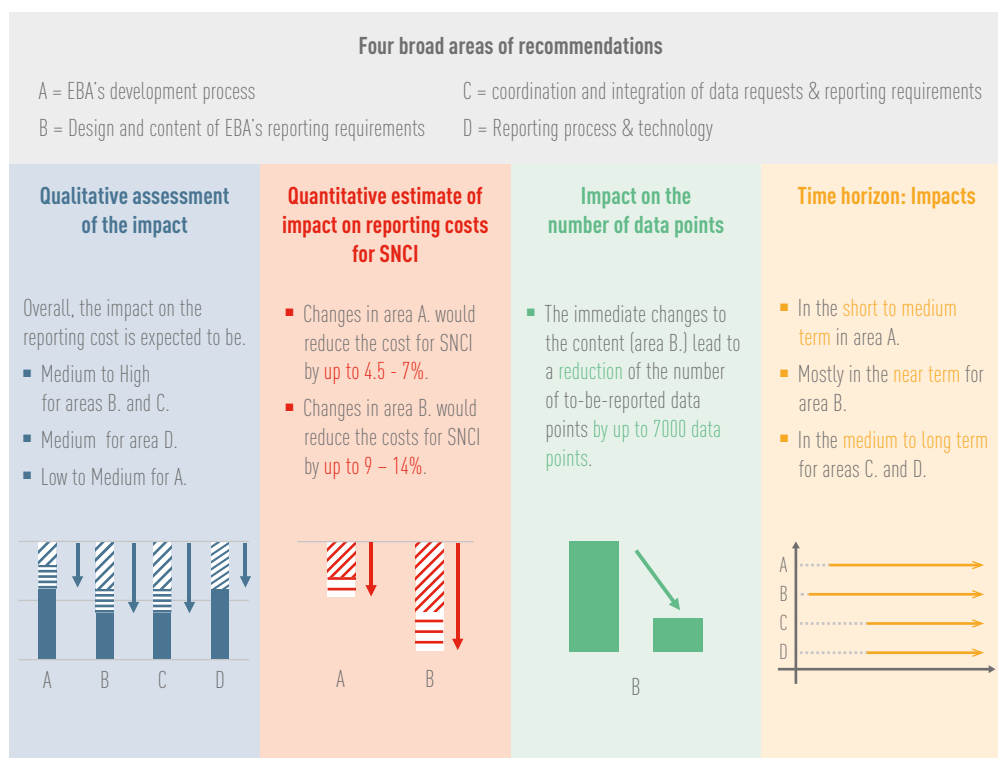 Four broad areas of recommendations
A = EBA's development process
B = Design and content of EBA's reporting requirements
C = coordination and integration of data requests & reporting requirements
D = Reporting process & technology
Qualitative assessment
of the impact
Overall, the impact on the
reporting cost is expected to be.
Medium to High
for areas B. and C.
Medium for area D.
Low to Medium for A.
A B C D
Quantitative estimate of
impact on reporting costs
for SNCI
Changes in area A. would
reduce the cost for SNCI
by up to 4.5 - 7%.
Changes in area B. would
reduce the costs for SNCI
by up to 9 – 14%.
A B
Impact on the
number of data points
The immediate changes to
the content (area B.) lead to
a reduction of the number
of to-be-reported data
points by up to 7000 data
points.
B
Time horizon: Impacts
In the short to medium
term in area A.
Mostly in the near term for
area B.
In the medium to long term
for areas C. and D.
A
B
C
D